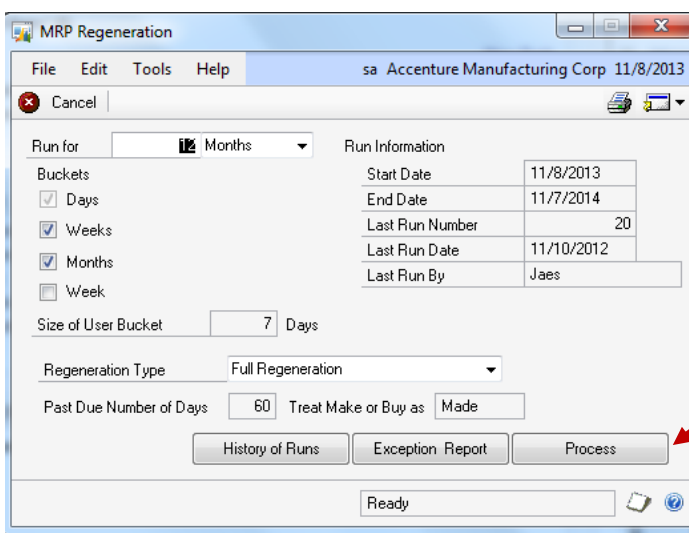 MRP Regeneration
File Edit Tools Help sa Accenture Manufacturing Corp 11/8/2013
Cancel
Run for 12 Months Run Information
Buckets Start Date 11/8/2013
Days End Date 11/7/2014
Weeks Last Run Number 20
Months Last Run Date 11/10/2012
Week Last Run By Jaes
Size of User Bucket 7 Days
Regeneration Type Full Regeneration
Past Due Number of Days 60 Treat Make or Buy as Made
History of Runs Exception Report Process
Ready